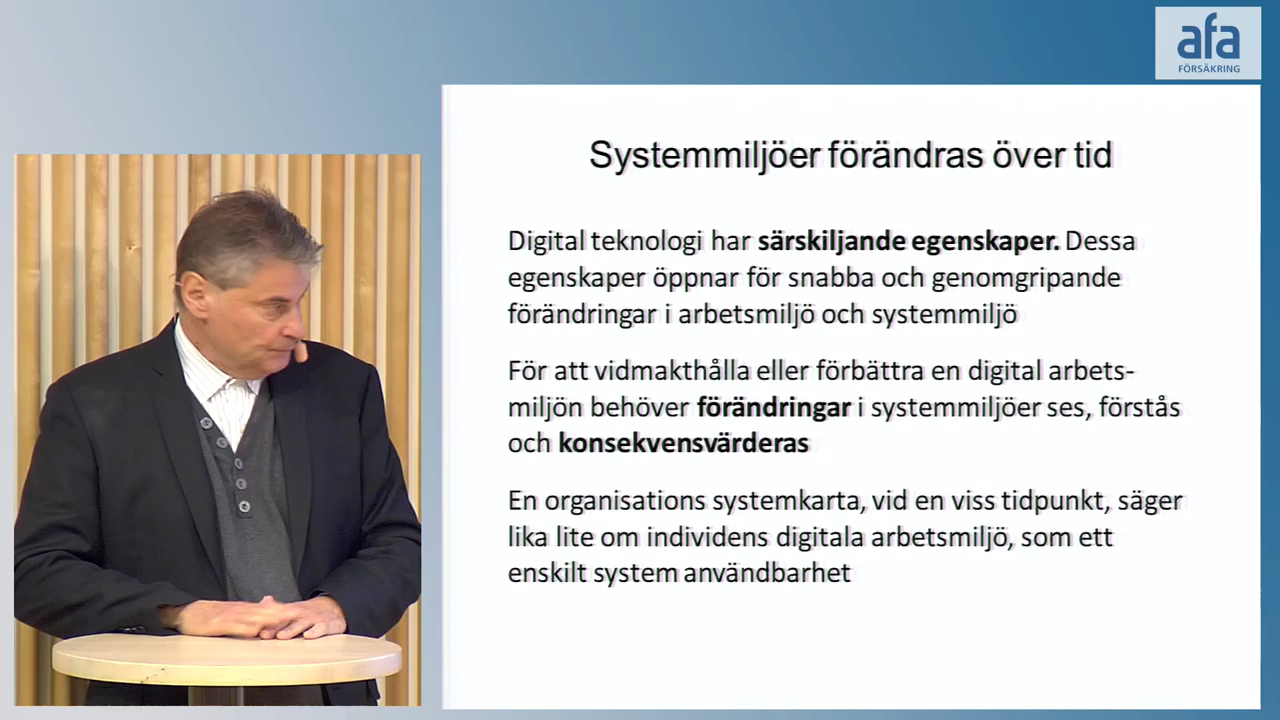 afa
FÖRSÄKRING
Systemmiljöer förändras över tid
Digital teknologi har särskiljande egenskaper. Dessa
egenskaper öppnar för snabba och genomgripande
förändringar i arbetsmiljö och systemmiljö
För att vidmakthålla eller förbättra en digital arbets-
miljön behöver förändringar i systemmiljöer ses, förstås
och konsekvensvärderas
En organisations systemkarta, vid en viss tidpunkt, säger
lika lite om individens digitala arbetsmiljö, som ett
enskilt system användbarhet